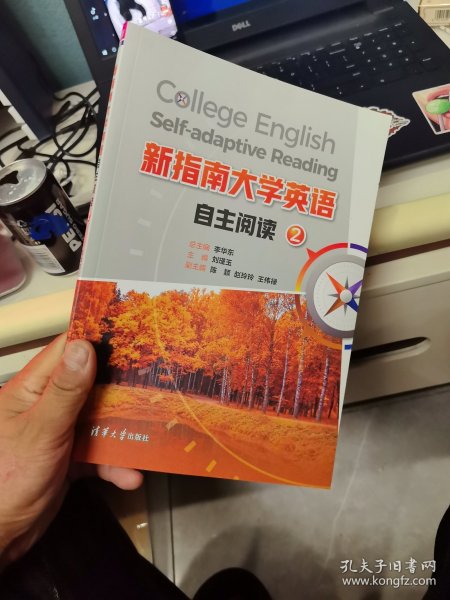 College English
Self-adaptive Reading
新指南大学英语
自主阅读 2
总主编 李华东
主编 刘瑾玉
副主编 陈颖 赵玲玲 王伟禄
清华大学出版社
DELL
孔夫子旧书网
www.kongfz.com